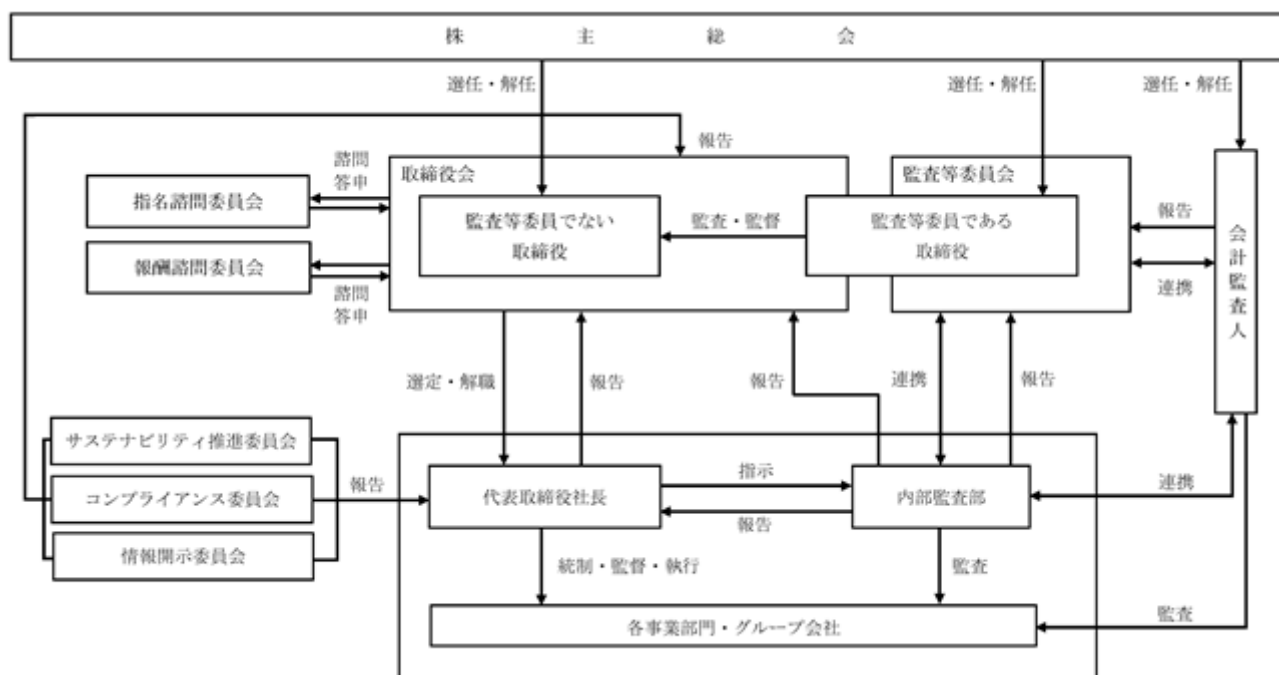 株主総会
選任・解任
選任・解任
選任・解任
報告
諮問
答申
取締役会
監査等委員会
指名諮問委員会
監査等委員でない
取締役
監査・監督
監査等委員である
取締役
報告
会計監査人
報酬諮問委員会
連携
諮問
答申
選定・解職
報告
報告
連携
報告
サステナビリティ推進委員会
コンプライアンス委員会
情報開示委員会
報告
代表取締役社長
指示
報告
内部監査部
連携
統制・監督・執行
監査
各事業部門・グループ会社
監査